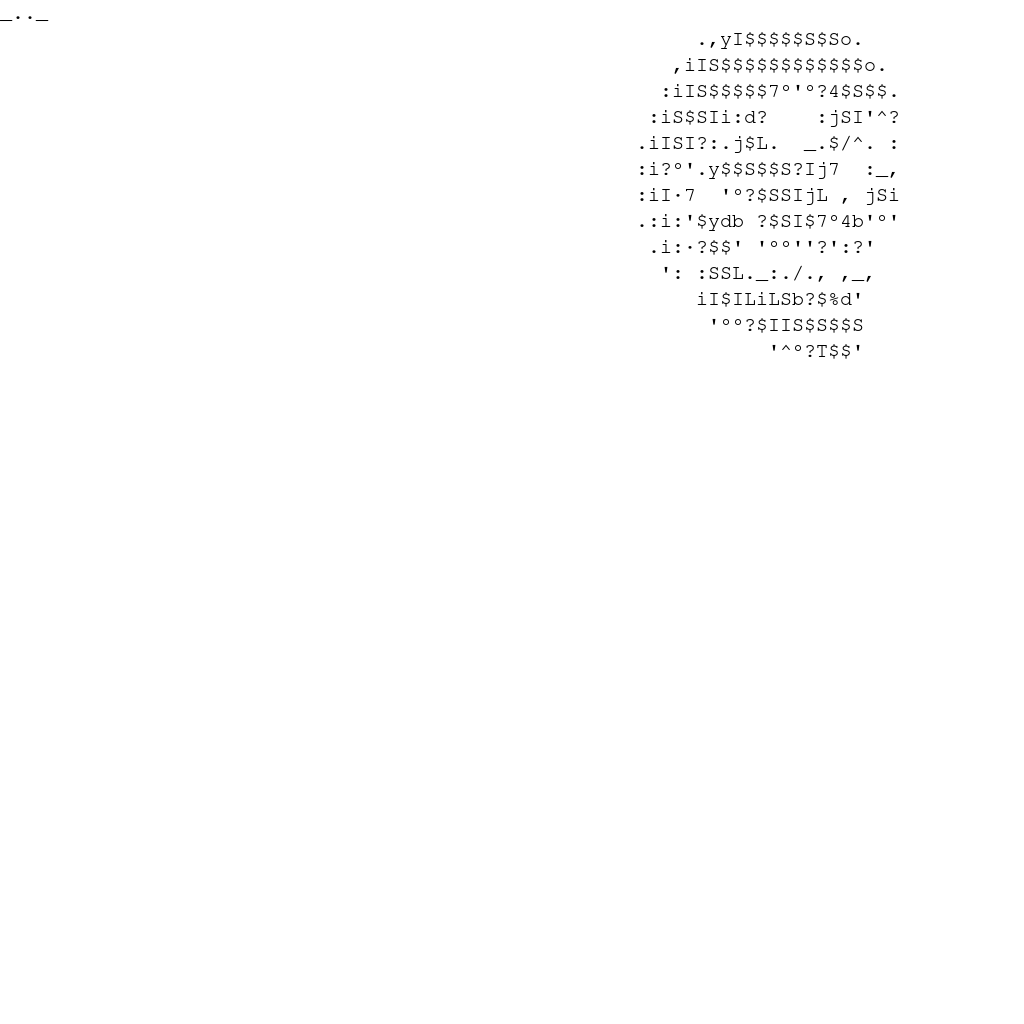 _.._
.,yI$$$$$S$So.
,iIS$$$$$$$$$$$$o.
:iIS$$$$$7°'°?4$S$$.
:iS$SIi:d?    :jSI'^?
.iISI?:.j$L.  _.$/^. :
:i?°'.y$$S$$S?Ij7  :_,
:iI·7  '°?$SSIjL , jSi
.:i:'$ydb ?$SI$7°4b'°'
.i:·?$$' '°°''?':?'
': :SSL._:./., ,_,
iI$ILiLSb?$%d'
'°°?$IIS$S$$S
'^°?T$$'